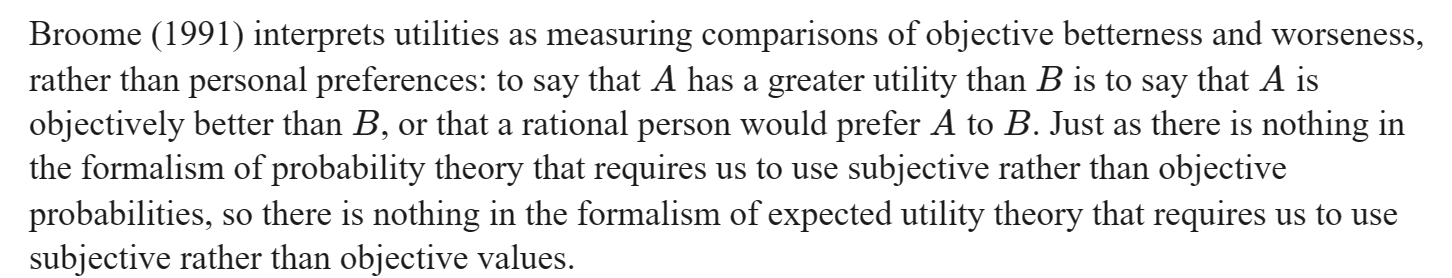 Broome (1991) interprets utilities as measuring comparisons of objective betterness and worseness,
rather than personal preferences: to say that A has a greater utility than B is to say that A is
objectively better than B, or that a rational person would prefer A to B. Just as there is nothing in
the formalism of probability theory that requires us to use subjective rather than objective
probabilities, so there is nothing in the formalism of expected utility theory that requires us to use
subjective rather than objective values.